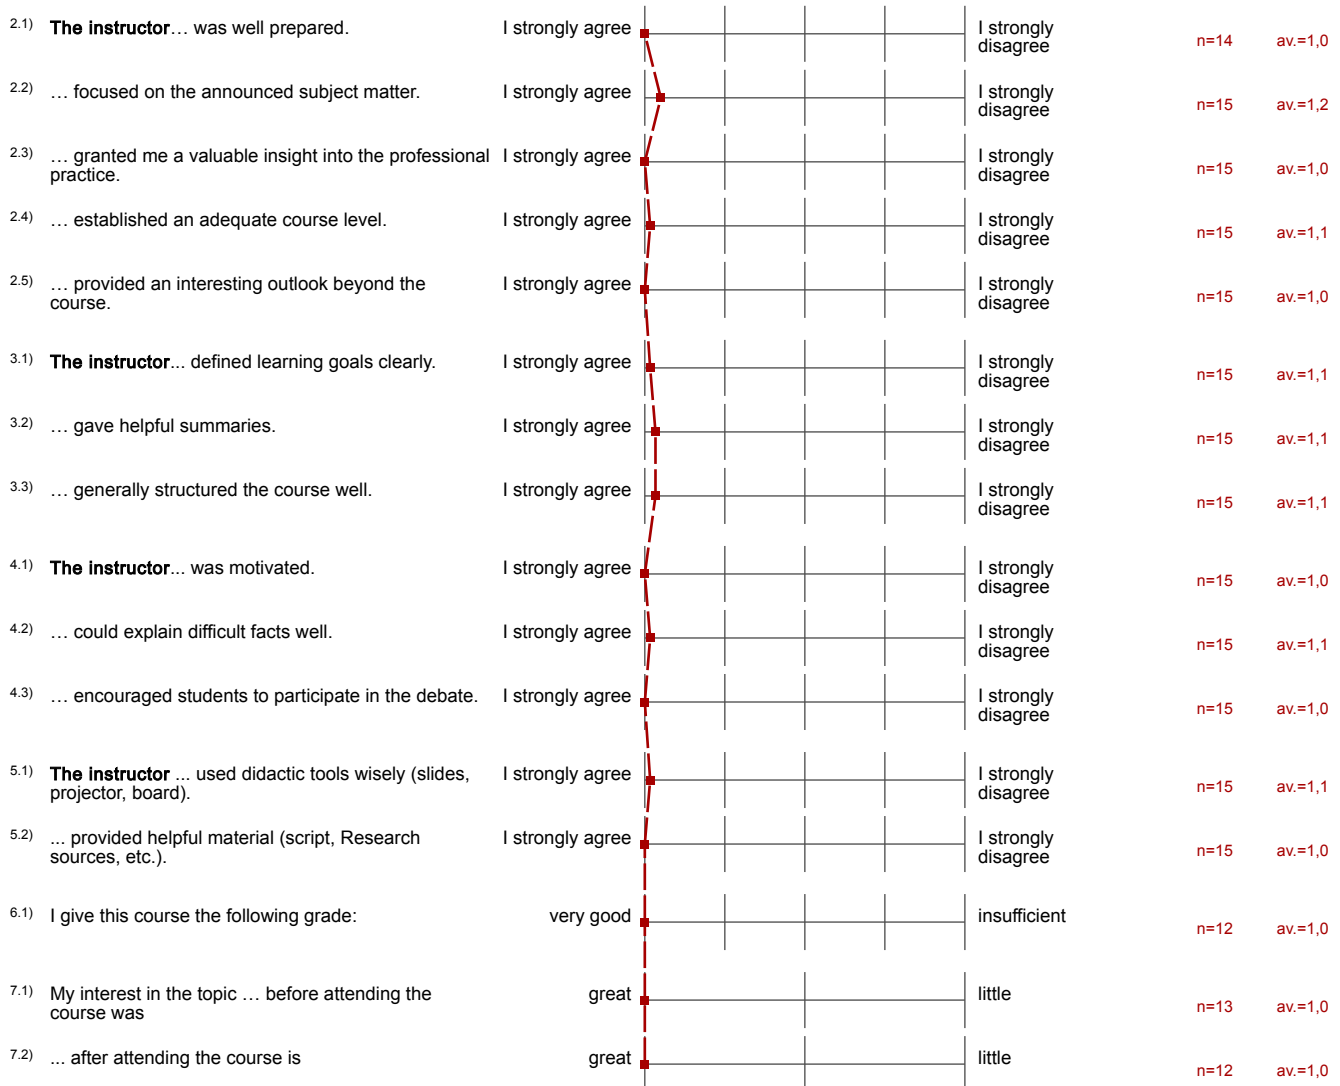 2.1) The instructor… was well prepared. I strongly agree I strongly disagree n=14 av.=1,0
2.2) … focused on the announced subject matter. I strongly agree I strongly disagree n=15 av.=1,2
2.3) … granted me a valuable insight into the professional practice. I strongly agree I strongly disagree n=15 av.=1,0
2.4) … established an adequate course level. I strongly agree I strongly disagree n=15 av.=1,1
2.5) … provided an interesting outlook beyond the course. I strongly agree I strongly disagree n=15 av.=1,0
3.1) The instructor... defined learning goals clearly. I strongly agree I strongly disagree n=15 av.=1,1
3.2) … gave helpful summaries. I strongly agree I strongly disagree n=15 av.=1,1
3.3) … generally structured the course well. I strongly agree I strongly disagree n=15 av.=1,1
4.1) The instructor... was motivated. I strongly agree I strongly disagree n=15 av.=1,0
4.2) … could explain difficult facts well. I strongly agree I strongly disagree n=15 av.=1,1
4.3) … encouraged students to participate in the debate. I strongly agree I strongly disagree n=15 av.=1,0
5.1) The instructor ... used didactic tools wisely (slides, projector, board). I strongly agree I strongly disagree n=15 av.=1,1
5.2) ... provided helpful material (script, Research sources, etc.). I strongly agree I strongly disagree n=15 av.=1,0
6.1) I give this course the following grade: very good insufficient n=12 av.=1,0
7.1) My interest in the topic … before attending the course was great little n=13 av.=1,0
7.2) ... after attending the course is great little n=12 av.=1,0